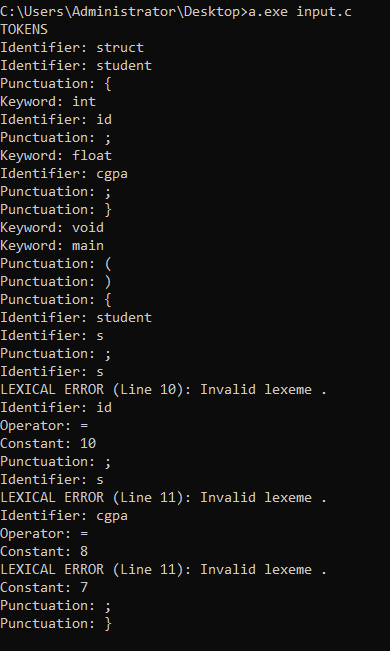 C:\Users\Administrator\Desktop>a.exe input.c
TOKENS
Identifier: struct
Identifier: student
Punctuation: {
Keyword: int
Identifier: id
Punctuation: ;
Keyword: float
Identifier: cgpa
Punctuation: ;
Punctuation: }
Keyword: void
Keyword: main
Punctuation: (
Punctuation: )
Punctuation: {
Identifier: student
Identifier: s
Punctuation: ;
Identifier: s
LEXICAL ERROR (Line 10): Invalid lexeme .
Identifier: id
Operator: =
Constant: 10
Punctuation: ;
Identifier: s
LEXICAL ERROR (Line 11): Invalid lexeme .
Identifier: cgpa
Operator: =
Constant: 8
LEXICAL ERROR (Line 11): Invalid lexeme .
Constant: 7
Punctuation: ;
Punctuation: }